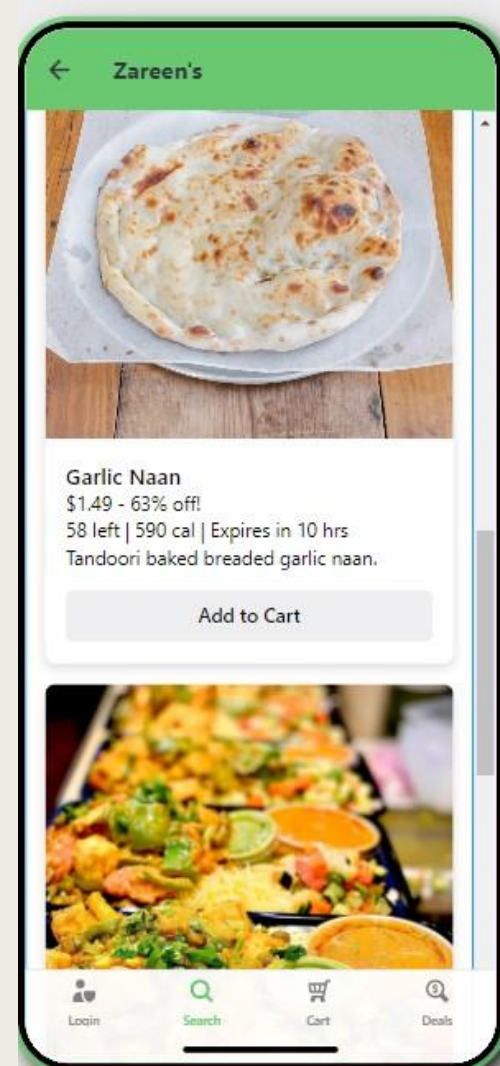 Zareen's
Garlic Naan
$1.49 - 63% off!
58 left | 590 cal | Expires in 10 hrs
Tandoori baked breaded garlic naan.
Add to Cart
Login Search Cart Deals